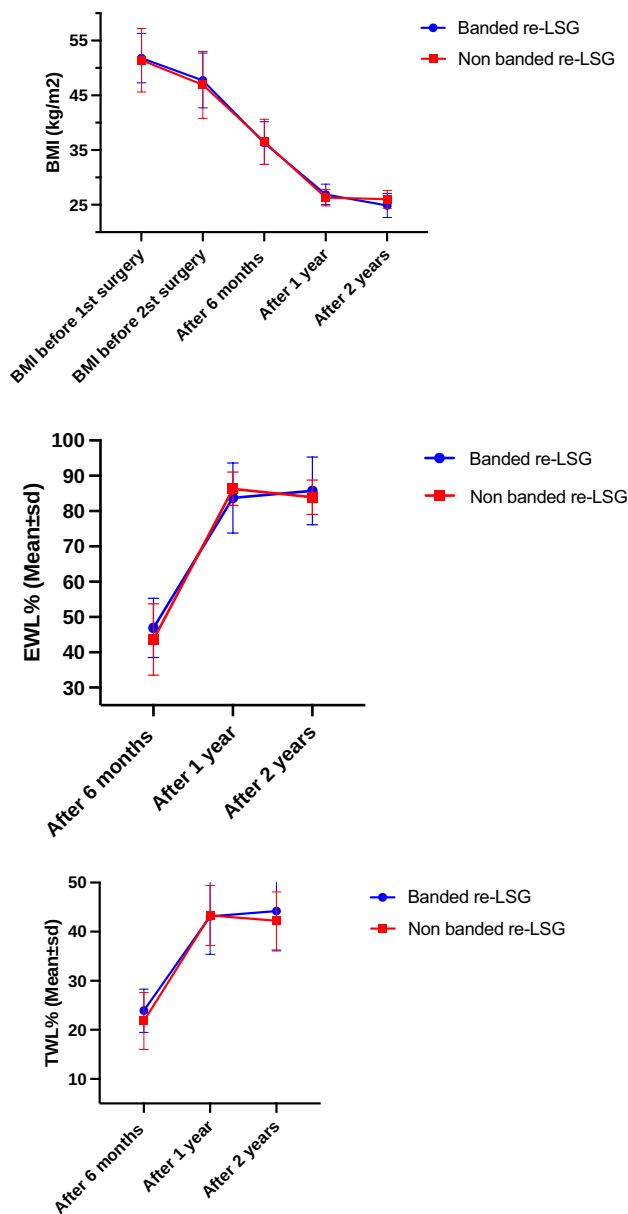 Banded re-LSG
Non banded re-LSG
BMI (kg/m2)
55
45
35
25
BMI before 1st surgery
BMI before 2st surgery
After 6 months
After 1 year
After 2 years
Banded re-LSG
Non banded re-LSG
EWL% (Mean±sd)
100
90
80
70
60
50
40
30
After 6 months
After 1 year
After 2 years
Banded re-LSG
Non banded re-LSG
TWL% (Mean±sd)
50
40
30
20
10
After 6 months
After 1 year
After 2 years